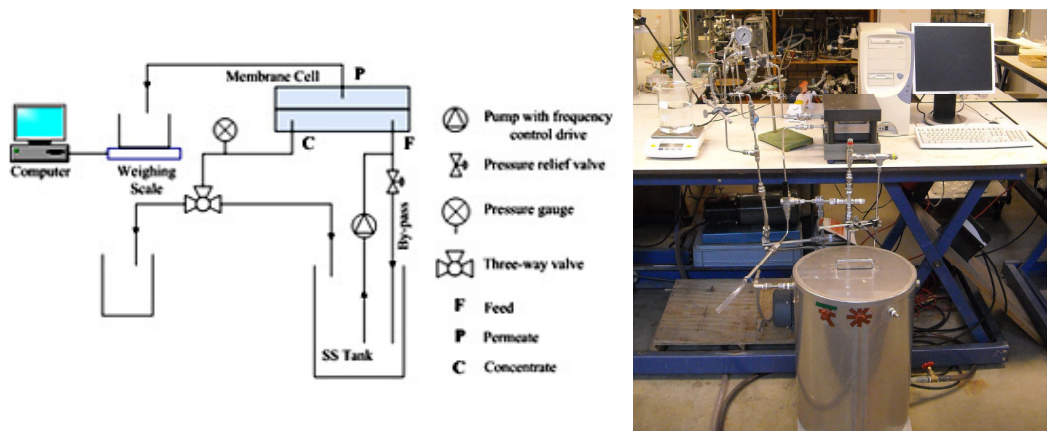 Membrane Cell
P
C
F
Computer
Weighing
Scale
By-pass
SS Tank
Pump with frequency
control drive
Pressure relief valve
Pressure gauge
Three-way valve
F Feed
P Permeate
C Concentrate